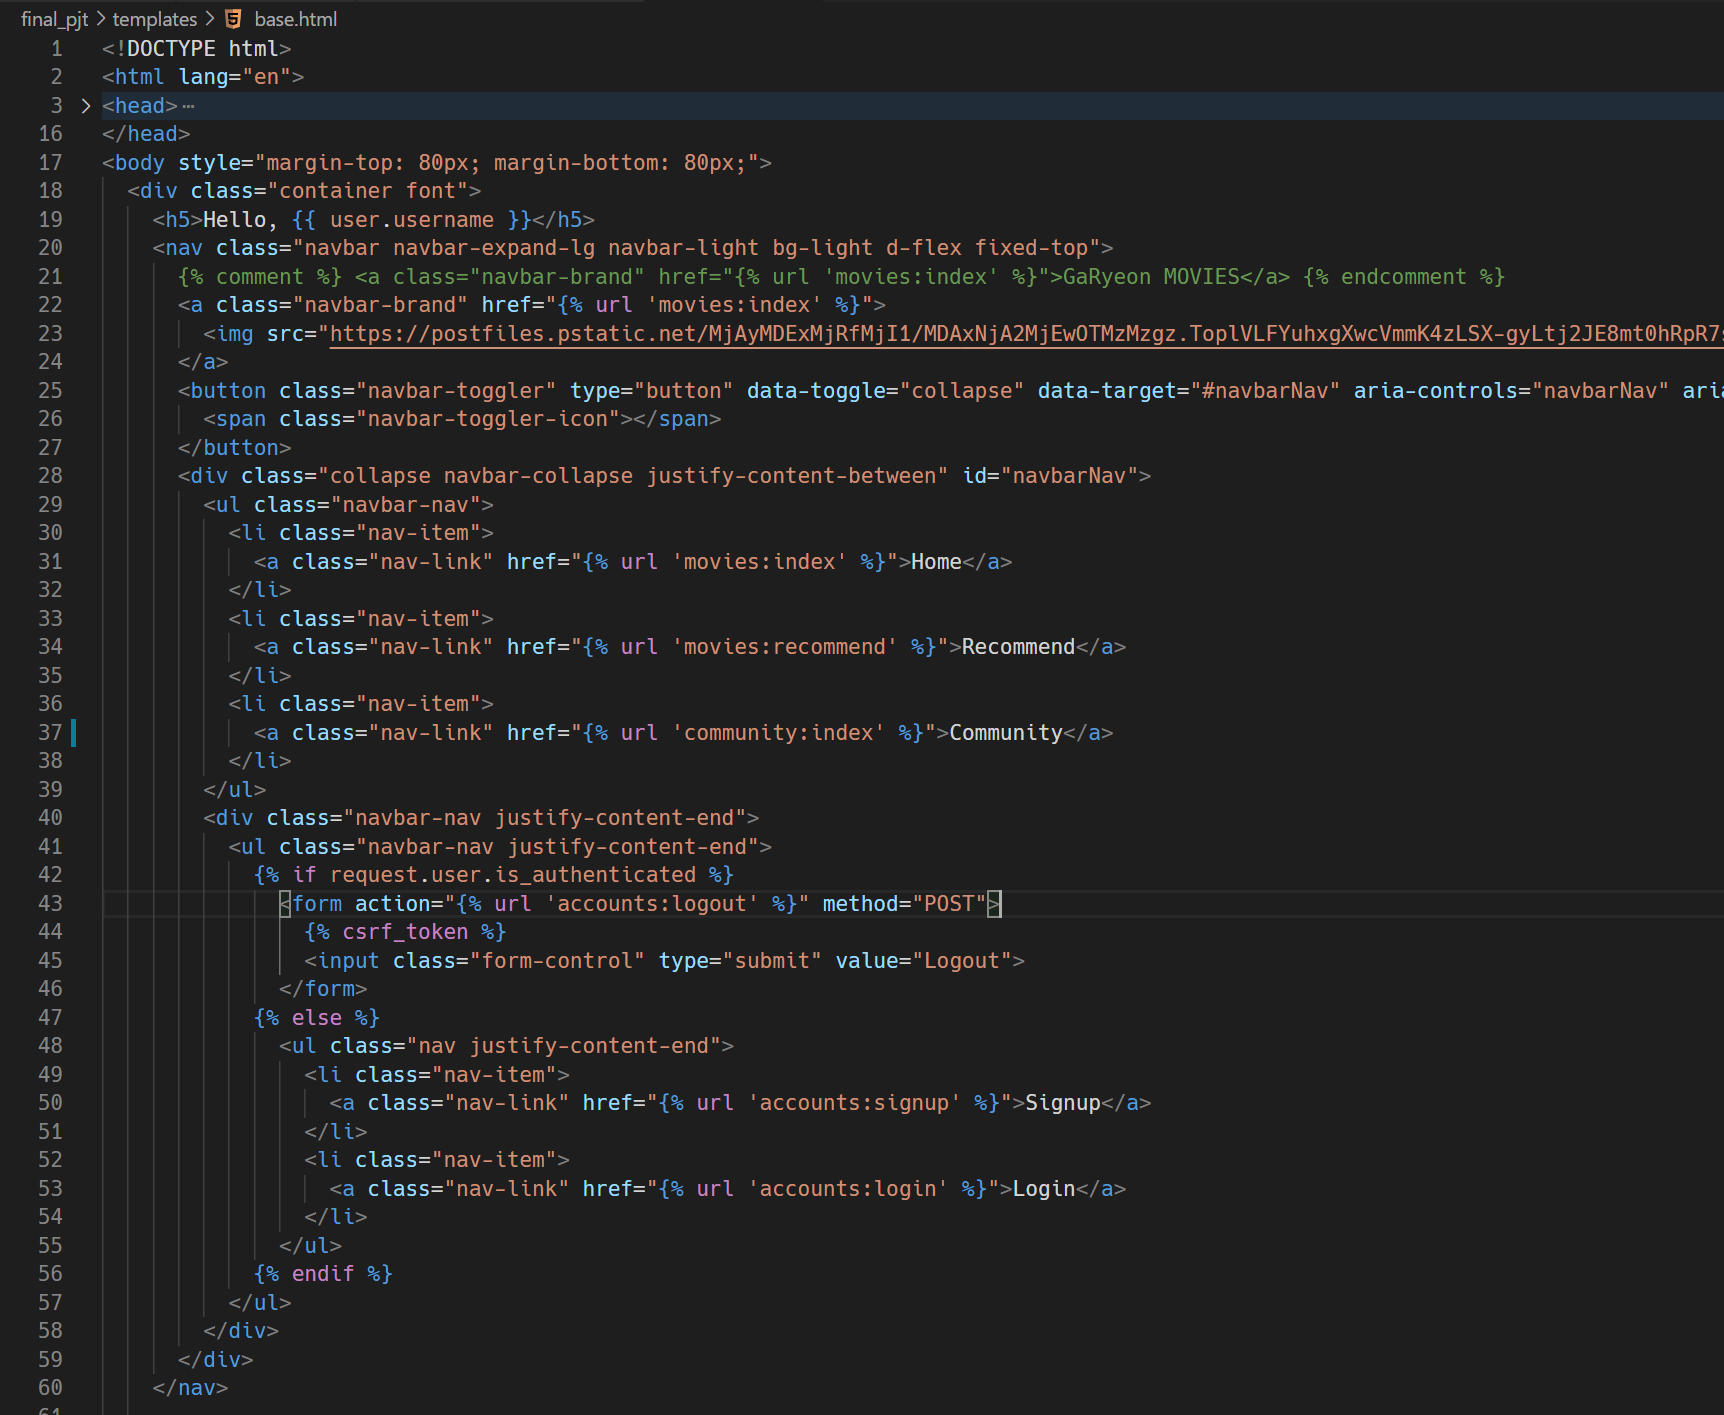 final_pjt > templates > base.html
1 <!DOCTYPE html>
2 <html lang="en">
3 > <head> ⋯
16 </head>
17 <body style="margin-top: 80px; margin-bottom: 80px;">
18   <div class="container font">
19     <h5>Hello, {{ user.username }}</h5>
20     <nav class="navbar navbar-expand-lg navbar-light bg-light d-flex fixed-top">
21       {% comment %} <a class="navbar-brand" href="{% url 'movies:index' %}">GaRyeon MOVIES</a> {% endcomment %}
22       <a class="navbar-brand" href="{% url 'movies:index' %}">
23         <img src="https://postfiles.pstatic.net/MjAyMDExMjRfMjI1/MDAxNjA2MjEwOTMzMzgz.ToplVLFYuhxgXwcVmmK4zLSX-gyLtj2JE8mt0hRpR7s
24       </a>
25       <button class="navbar-toggler" type="button" data-toggle="collapse" data-target="#navbarNav" aria-controls="navbarNav" aria
26         <span class="navbar-toggler-icon"></span>
27       </button>
28       <div class="collapse navbar-collapse justify-content-between" id="navbarNav">
29         <ul class="navbar-nav">
30           <li class="nav-item">
31             <a class="nav-link" href="{% url 'movies:index' %}">Home</a>
32           </li>
33           <li class="nav-item">
34             <a class="nav-link" href="{% url 'movies:recommend' %}">Recommend</a>
35           </li>
36           <li class="nav-item">
37             <a class="nav-link" href="{% url 'community:index' %}">Community</a>
38           </li>
39         </ul>
40         <div class="navbar-nav justify-content-end">
41           <ul class="navbar-nav justify-content-end">
42             {% if request.user.is_authenticated %}
43               <form action="{% url 'accounts:logout' %}" method="POST">
44                 {% csrf_token %}
45                 <input class="form-control" type="submit" value="Logout">
46               </form>
47             {% else %}
48               <ul class="nav justify-content-end">
49                 <li class="nav-item">
50                   <a class="nav-link" href="{% url 'accounts:signup' %}">Signup</a>
51                 </li>
52                 <li class="nav-item">
53                   <a class="nav-link" href="{% url 'accounts:login' %}">Login</a>
54                 </li>
55               </ul>
56             {% endif %}
57           </ul>
58         </div>
59       </div>
60     </nav>
61